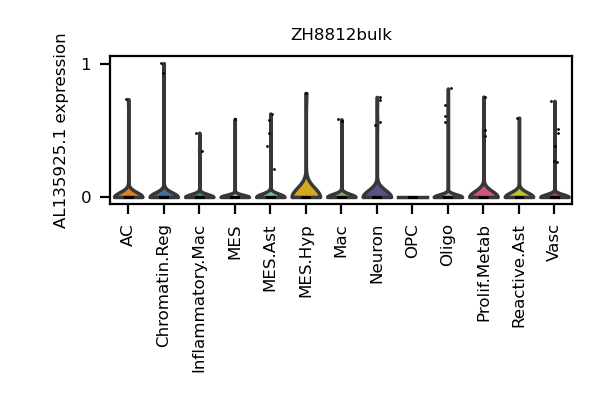 ZH8812bulk
AL135925.1 expression
1
0
AC
Chromatin.Reg
Inflammatory.Mac
MES
MES.Ast
MES.Hyp
Mac
Neuron
OPC
Oligo
Prolif.Metab
Reactive.Ast
Vasc